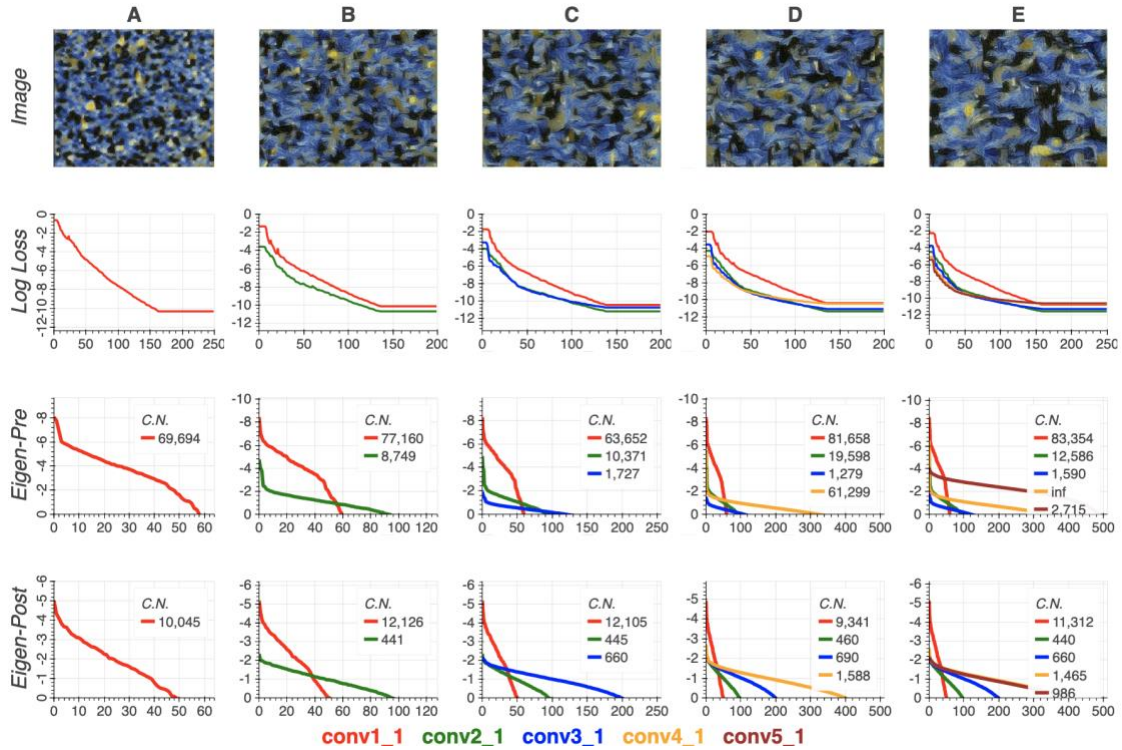 A B C D E
Image
Log Loss
0 0 0 0 0
-2 -2 -2 -2 -2
-4 -4 -4 -4 -4
-6 -6 -6 -6 -6
-8 -8 -8 -8 -8
-10 -10 -10 -10 -10
-12 -12 -12 -12 -12
0 50 100 150 200 250 0 50 100 150 200 0 50 100 150 200 0 50 100 150 200 0 50 100 150 200
Eigen-Pre
-10 -10 -10 -10
-8 -8 -8 -8 -8
-6 -6 -6 -6 -6
-4 -4 -4 -4 -4
-2 -2 -2 -2 -2
0 0 0 0 0
C.N. C.N. C.N. C.N. C.N.
69,694 77,160 63,652 81,658 83,354
8,749 10,371 19,598 12,586
1,727 1,279 1,590
61,299 inf
2,715
0 10 20 30 40 50 60 0 20 40 60 80 100 120 0 50 100 150 200 250 0 100 200 300 400 500 0 100 200 300 400 500
Eigen-Post
-6 -6 -6 -6
-5 -5 -5 -5 -5
-4 -4 -4 -4 -4
-3 -3 -3 -3 -3
-2 -2 -2 -2 -2
-1 -1 -1 -1 -1
0 0 0 0 0
C.N. C.N. C.N. C.N. C.N.
10,045 12,126 12,105 9,341 11,312
441 445 460 440
660 690 660
1,588 1,465
986
0 10 20 30 40 50 60 0 20 40 60 80 100 120 0 50 100 150 200 250 0 100 200 300 400 500 0 100 200 300 400 500
conv1_1 conv2_1 conv3_1 conv4_1 conv5_1